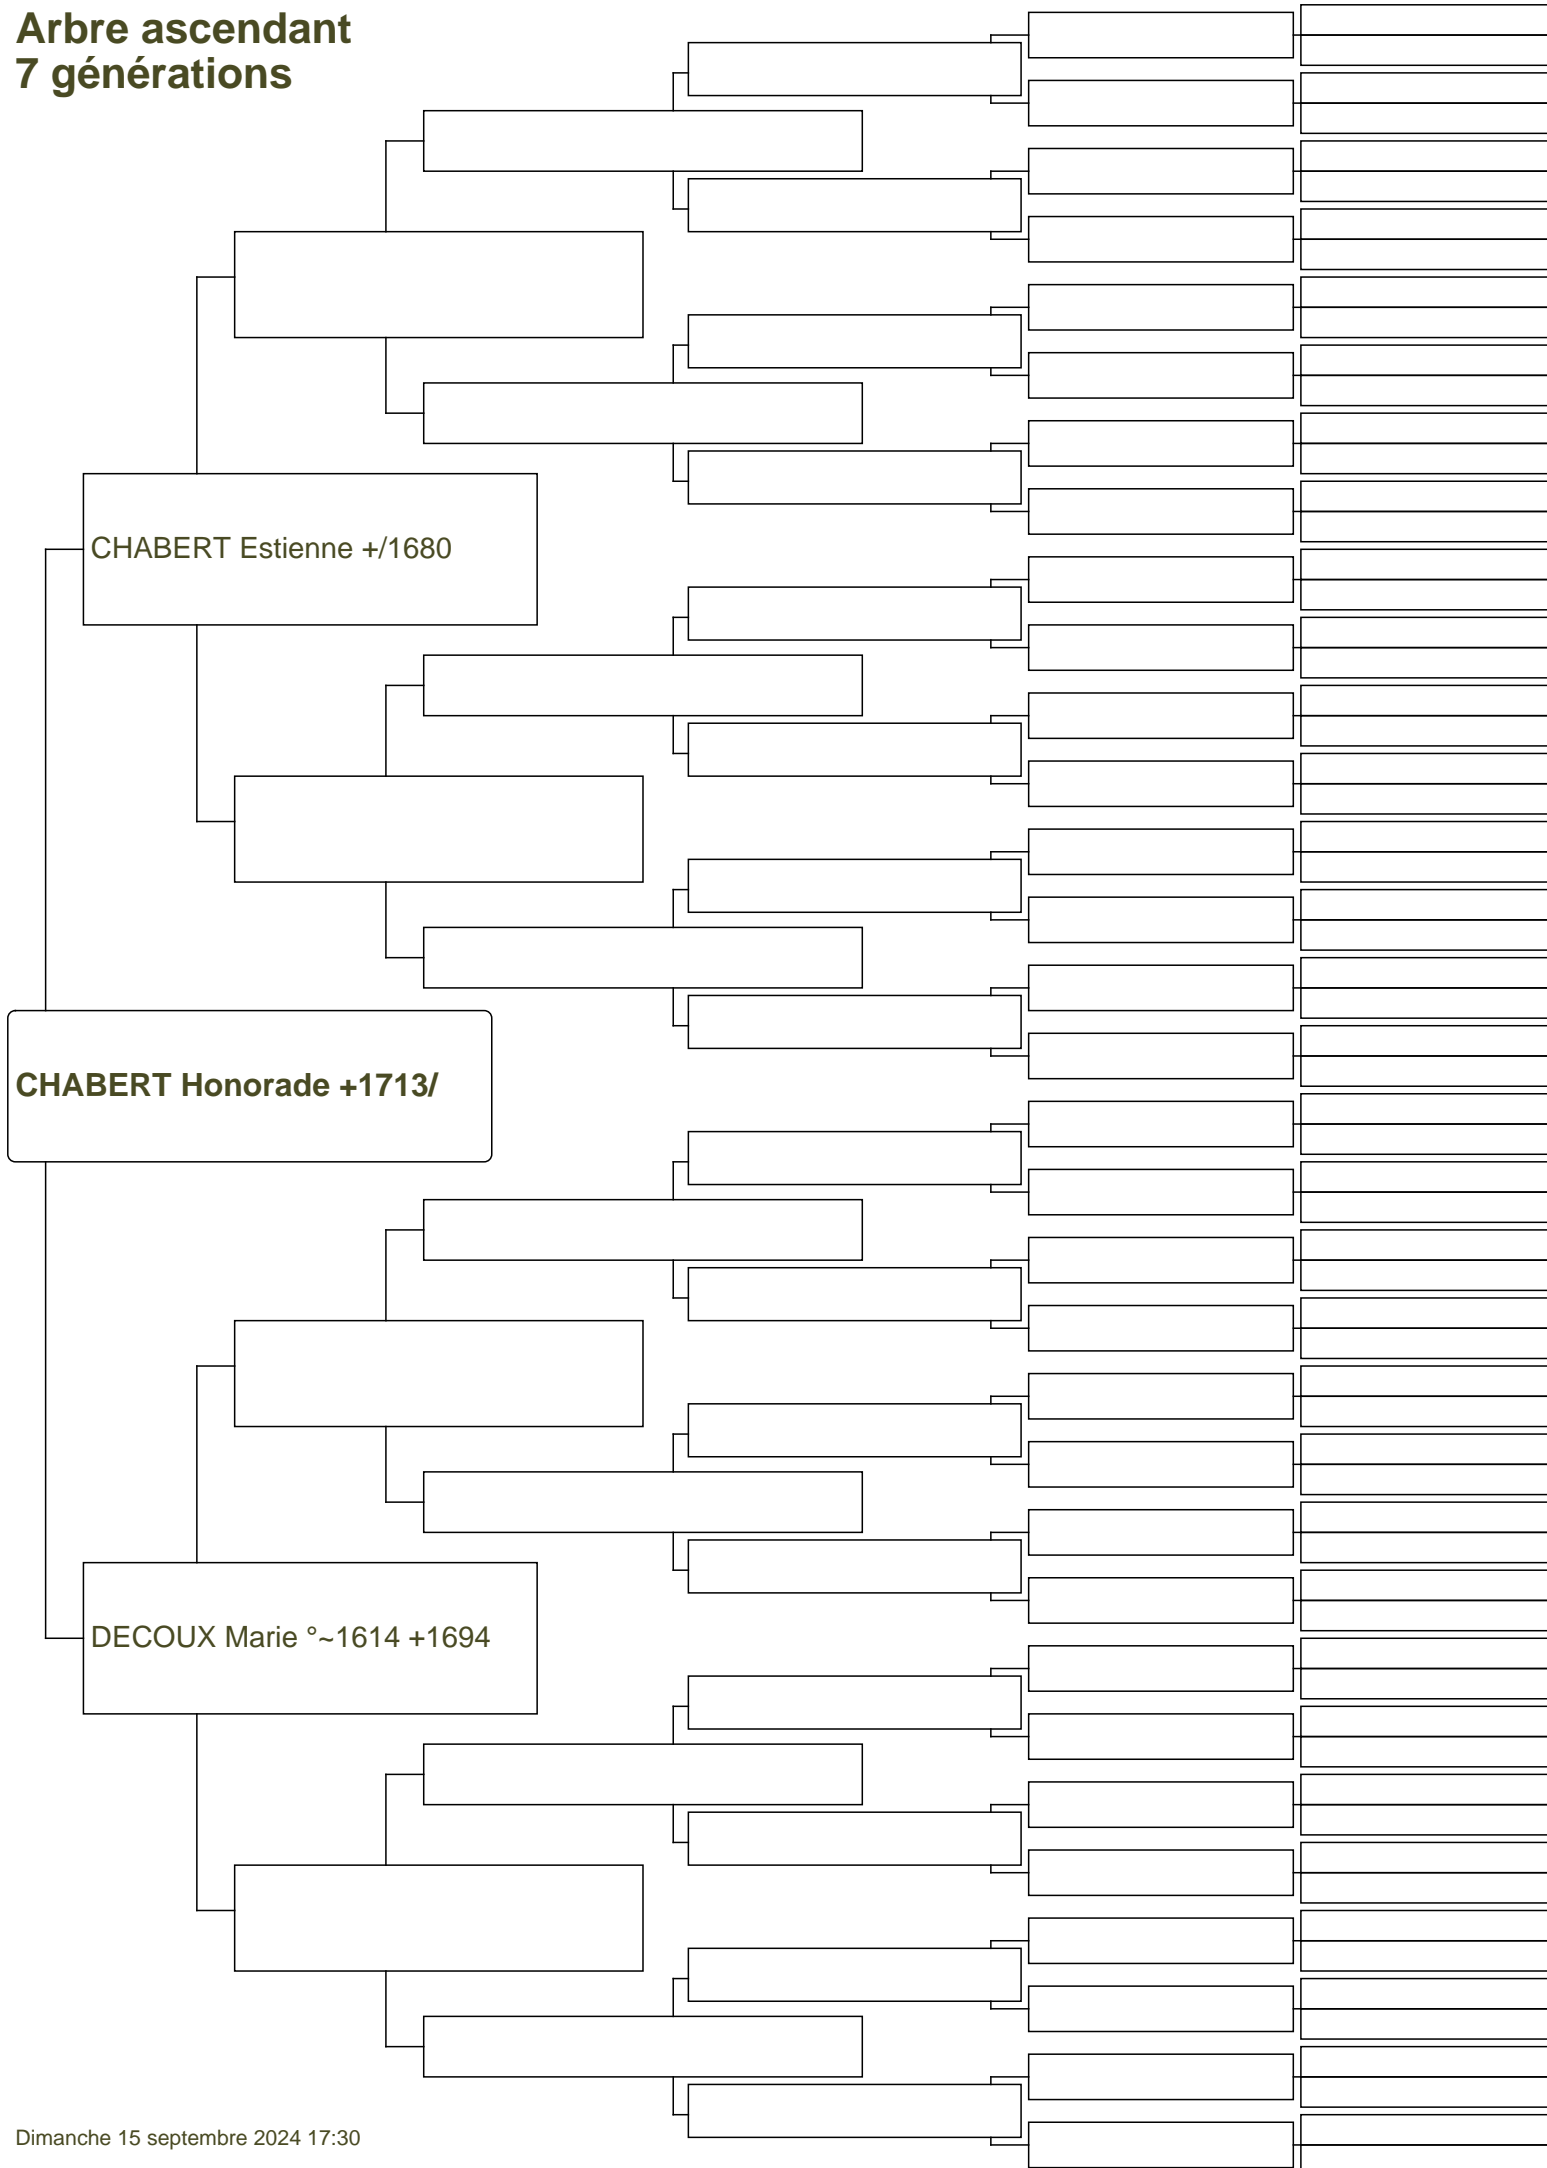 Arbre ascendant
7 générations
CHABERT Estienne +/1680
CHABERT Honorade +1713/
DECOUX Marie °~1614 +1694
Dimanche 15 septembre 2024 17:30